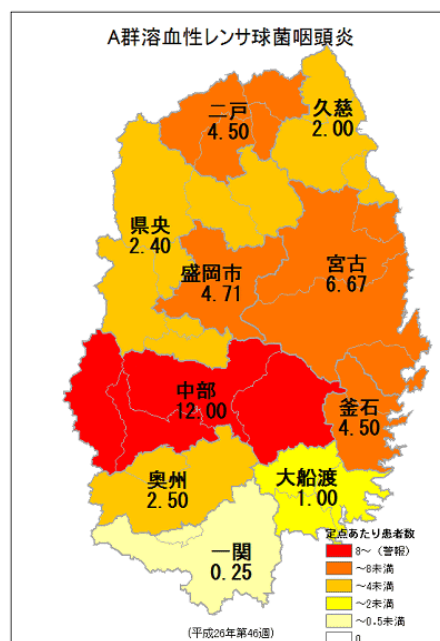 A群溶血性レンサ球菌咽頭炎
二戸
4.50
久慈
2.00
県央
2.40
盛岡市
4.71
宮古
6.67
中部
12.00
釜石
4.50
奥州
2.50
大船渡
1.00
一関
0.25
定点あたり患者数
8～（警報）
～8未満
～4未満
～2未満
～0.5未満
0
(平成26年第46週)